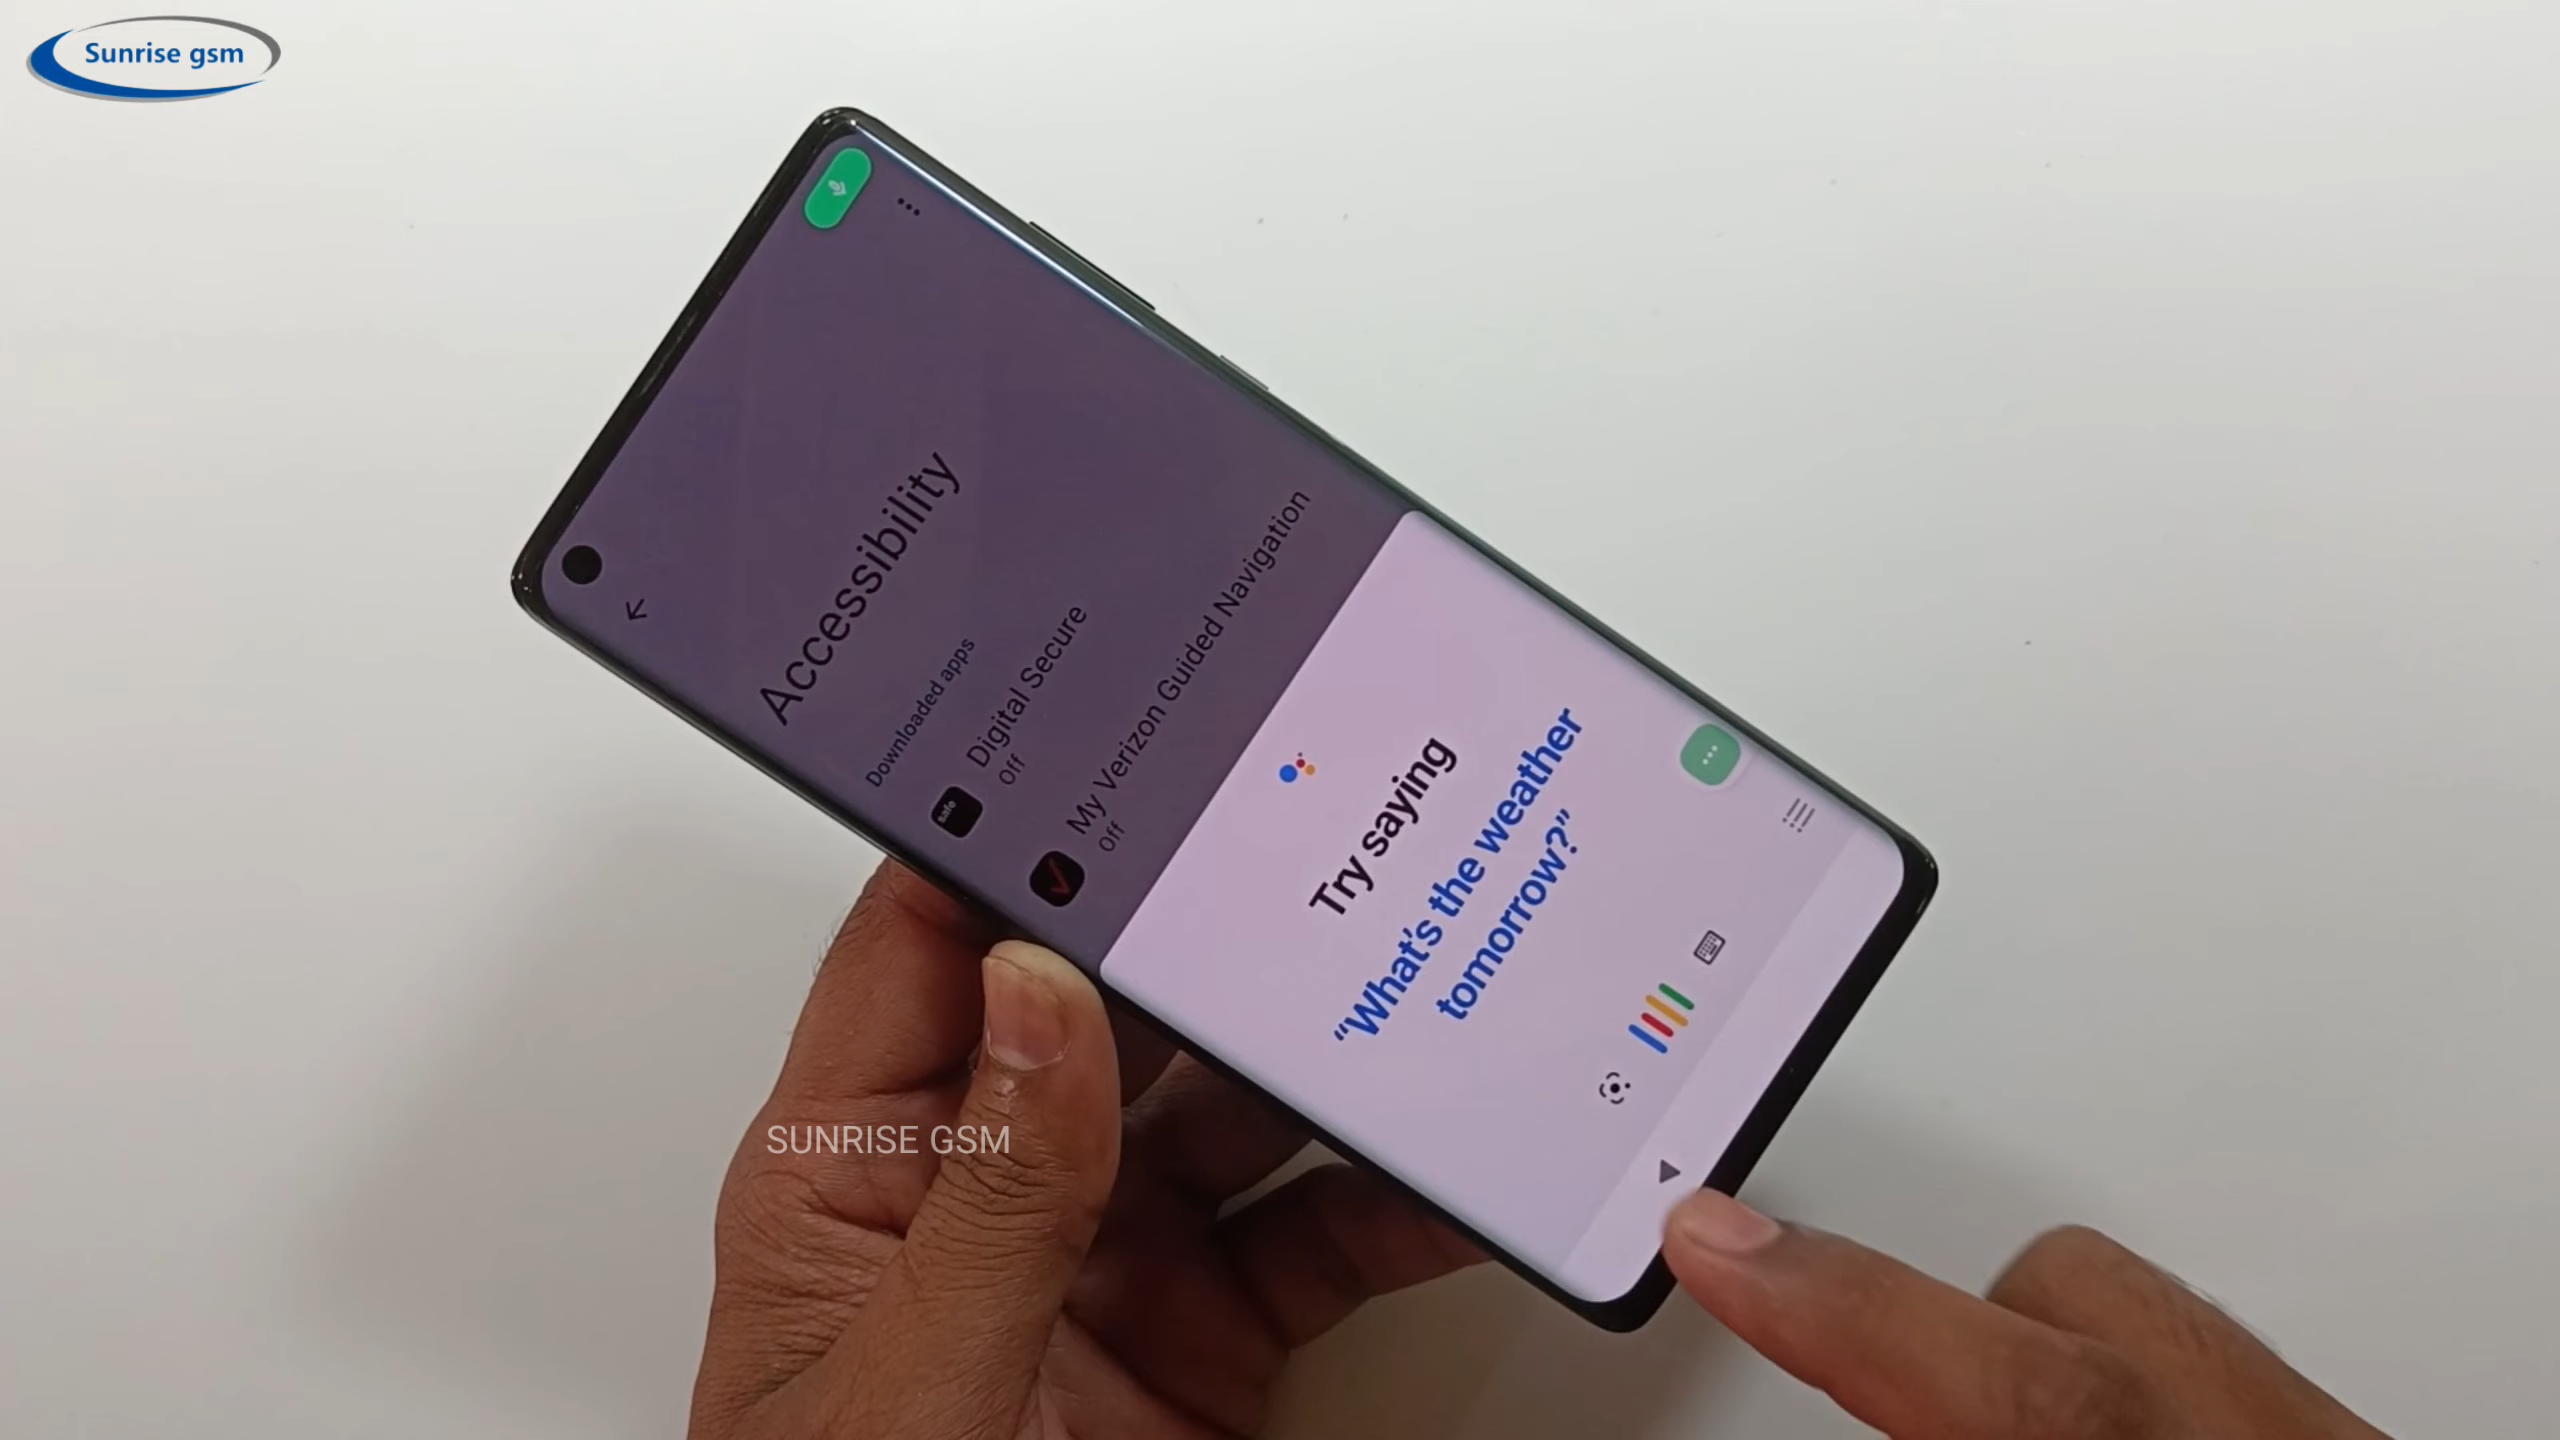 Sunrise gsm
Accessibility
Downloaded apps
safe
Digital Secure
Off
My Verizon Guided Navigation
Off
Try saying
“What's the weather
tomorrow?”
SUNRISE GSM